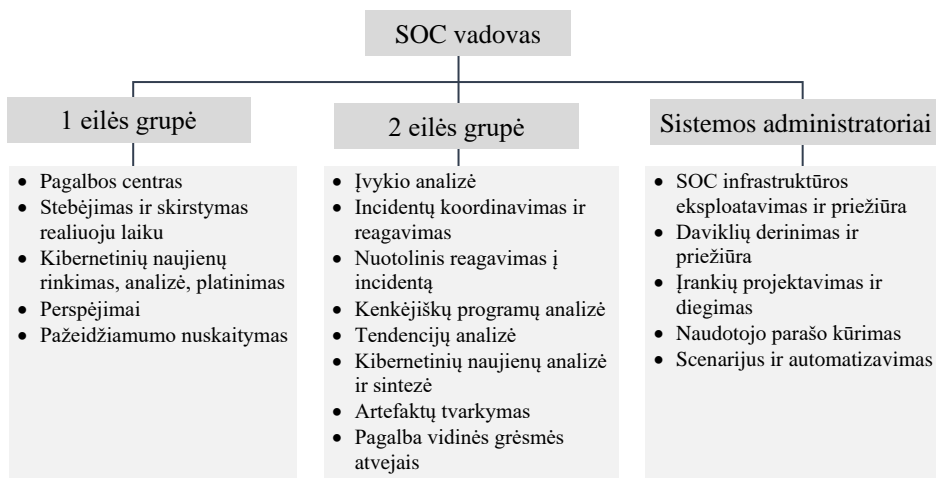 SOC vadovas
1 eilės grupė
• Pagalbos centras
• Stebėjimas ir skirstymas
realiuoju laiku
• Kibernetinių naujienų
rinkimas, analizė, platinimas
• Perspėjimai
• Pažeidžiamumo nuskaitymas
2 eilės grupė
• Įvykio analizė
• Incidentų koordinavimas ir
reagavimas
• Nuotolinis reagavimas į
incidentą
• Kenkėjiškų programų analizė
• Tendencijų analizė
• Kibernetinių naujienų analizė
ir sintezė
• Artefaktų tvarkymas
• Pagalba vidinės grėsmės
atvejais
Sistemos administratoriai
• SOC infrastruktūros
eksploatavimas ir priežiūra
• Daviklių derinimas ir
priežiūra
• Įrankių projektavimas ir
diegimas
• Naudotojo parašo kūrimas
• Scenarijus ir automatizavimas